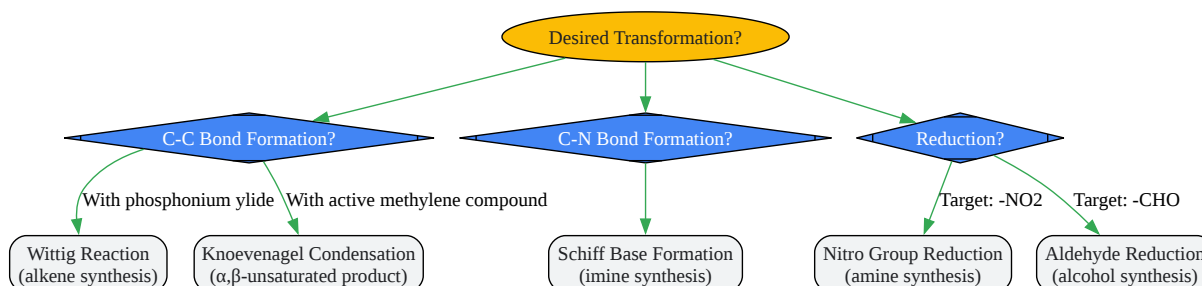 Desired Transformation?
C-C Bond Formation?
C-N Bond Formation?
Reduction?
With phosphonium ylide
With active methylene compound
Target: -NO2
Target: -CHO
Wittig Reaction
(alkene synthesis)
Knoevenagel Condensation
(α,β-unsaturated product)
Schiff Base Formation
(imine synthesis)
Nitro Group Reduction
(amine synthesis)
Aldehyde Reduction
(alcohol synthesis)